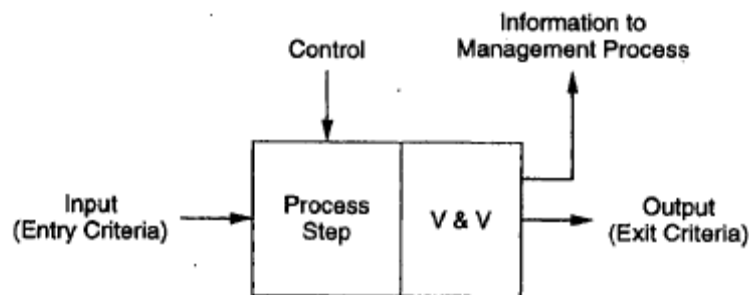 Information to
Management Process
Control
Input
(Entry Criteria)
Process
Step
V & V
Output
(Exit Criteria)